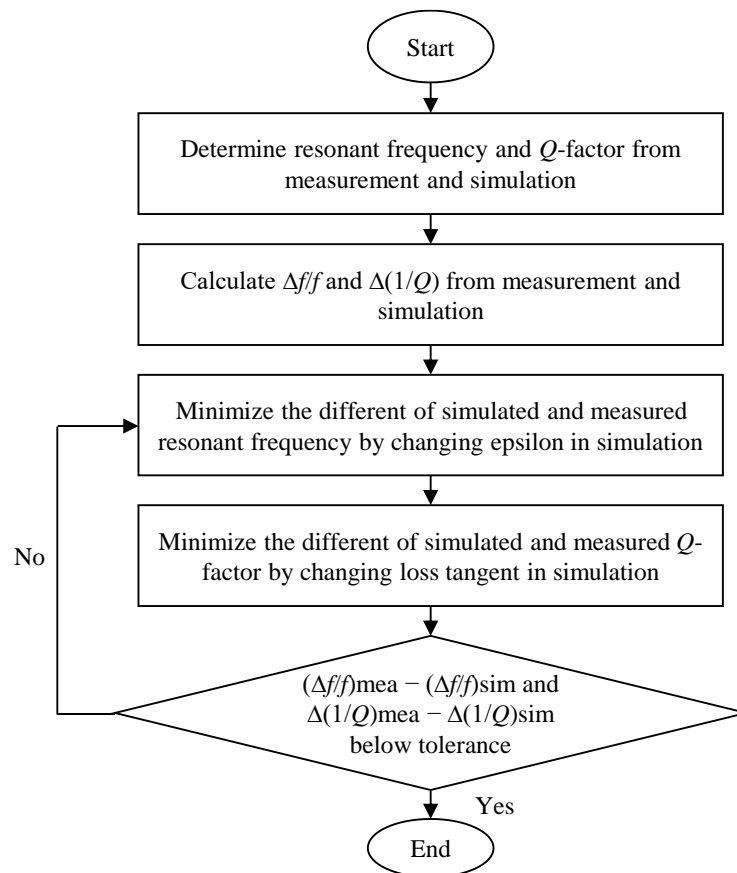 Start
Determine resonant frequency and Q-factor from
measurement and simulation
Calculate Δf/f and Δ(1/Q) from measurement and
simulation
Minimize the different of simulated and measured
resonant frequency by changing epsilon in simulation
Minimize the different of simulated and measured Q-
factor by changing loss tangent in simulation
No
(Δf/f)mea − (Δf/f)sim and
Δ(1/Q)mea − Δ(1/Q)sim
below tolerance
Yes
End